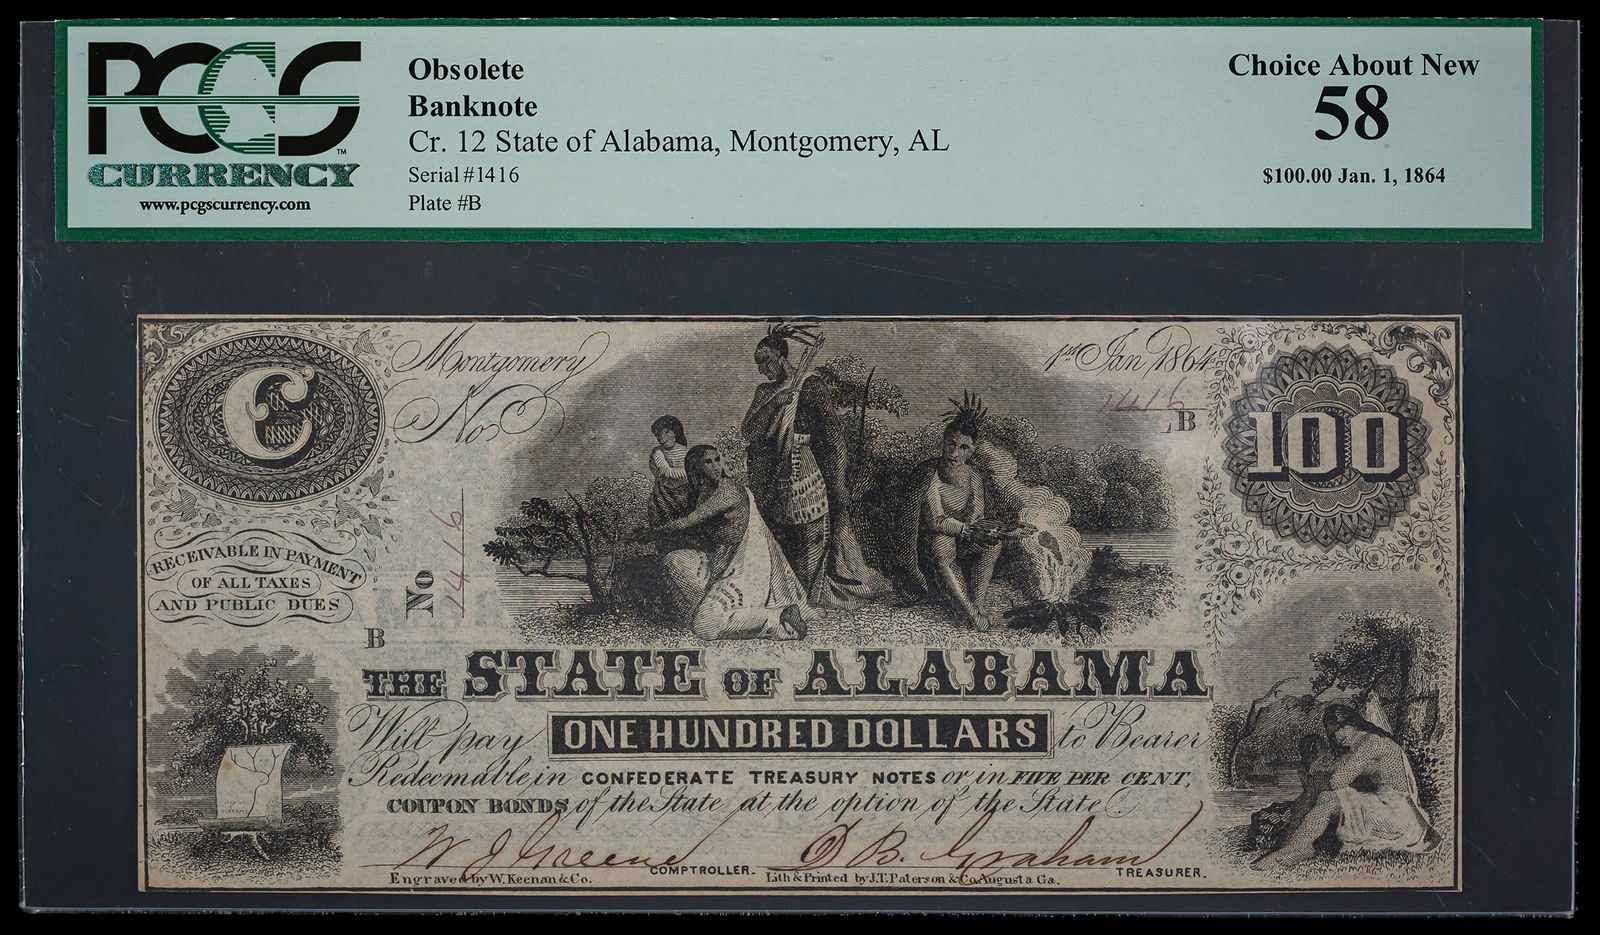 PCGS™
CURRENCY
www.pcgscurrency.com
Obsolete
Banknote
Cr. 12 State of Alabama, Montgomery, AL
Serial #1416
Plate #B
Choice About New
58
$100.00 Jan. 1, 1864
C
Montgomery
1st Jan 1864
No
1416 B
100
RECEIVABLE IN PAYMENT
OF ALL TAXES
AND PUBLIC DUES
No 1416
B
THE STATE OF ALABAMA
Will pay ONE HUNDRED DOLLARS to Bearer
Redeemable in CONFEDERATE TREASURY NOTES or in FIVE PER CENT,
COUPON BONDS of the State at the option of the State
W J Greene COMPTROLLER.
D B. Graham TREASURER.
Engraved by W. Keenan & Co.
Lith & Printed by J.T. Paterson & Co. Augusta Ga.